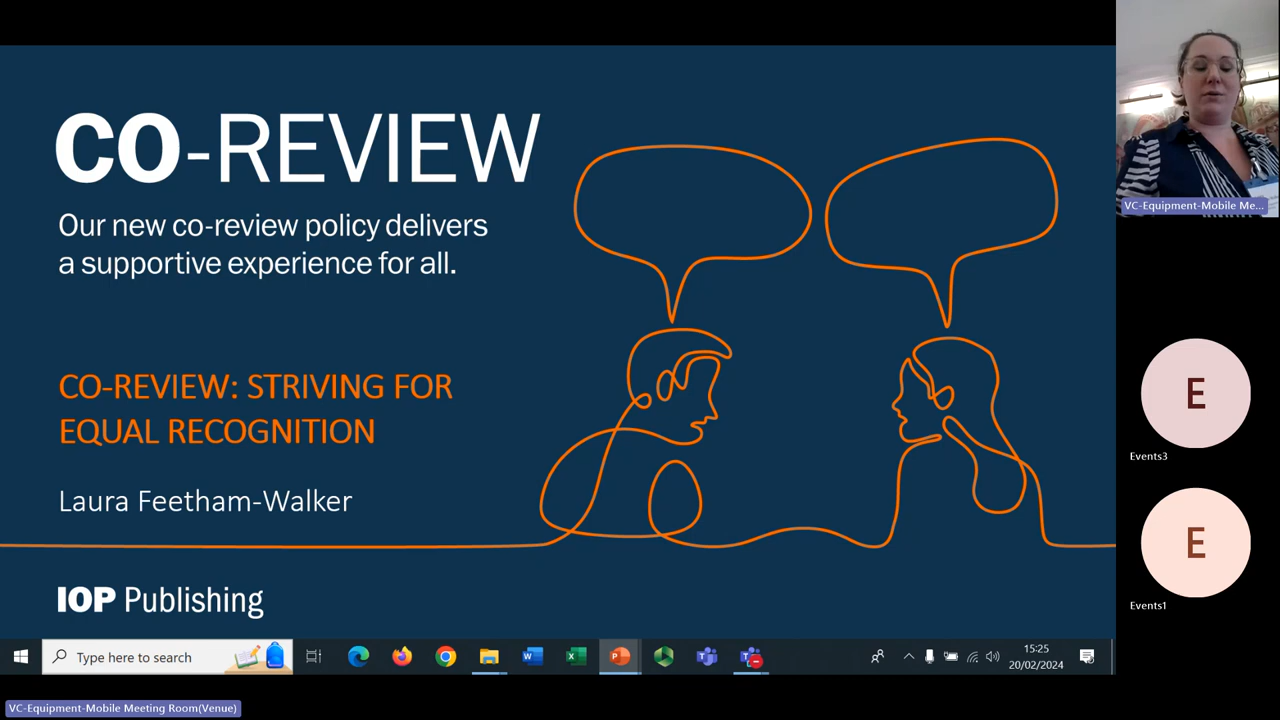 CO-REVIEW
Our new co-review policy delivers
a supportive experience for all.
CO-REVIEW: STRIVING FOR
EQUAL RECOGNITION
Laura Feetham-Walker
IOP Publishing
Type here to search
15:25
20/02/2024
VC-Equipment-Mobile Me...
E
Events3
E
Events1
VC-Equipment-Mobile Meeting Room(Venue)